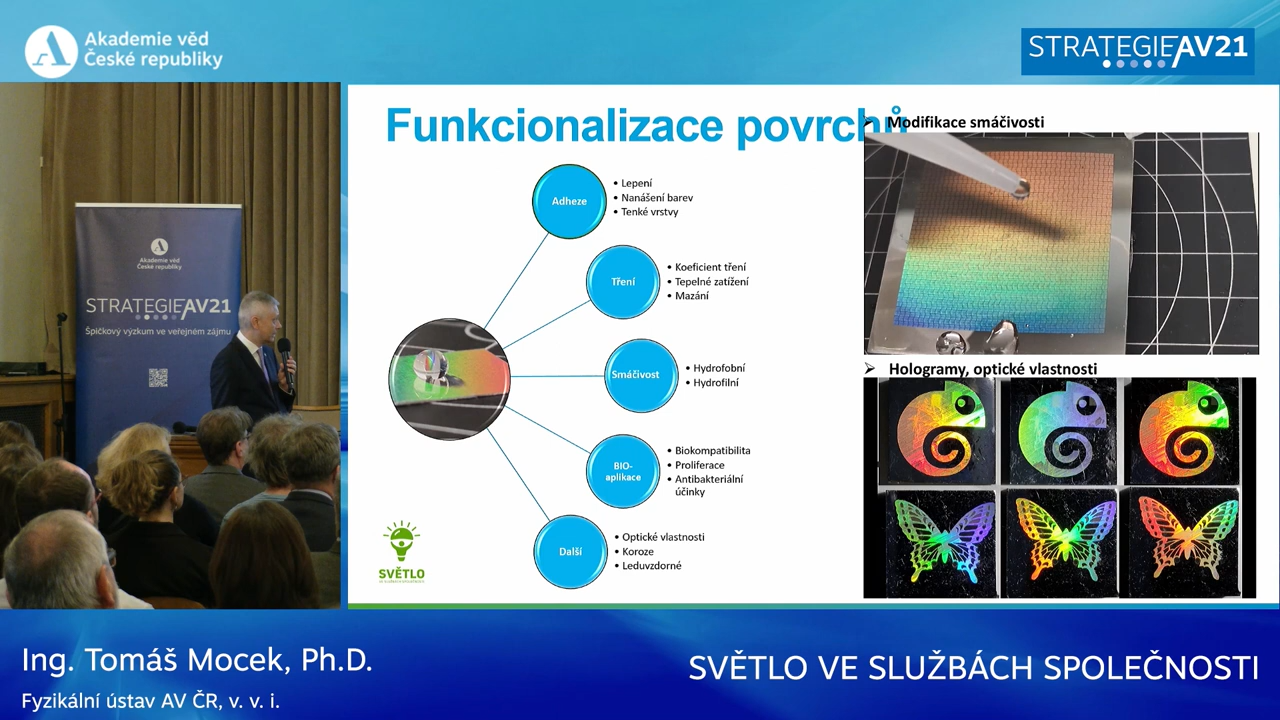 Akademie věd
České republiky
STRATEGIE AV21
Akademie věd
České republiky
STRATEGIE AV21
Špičkový výzkum ve veřejném zájmu
Funkcionalizace povrchů
Adheze
• Lepení
• Nanášení barev
• Tenké vrstvy
Tření
• Koeficient tření
• Tepelné zatížení
• Mazání
Smáčivost
• Hydrofobní
• Hydrofilní
BIO-
aplikace
• Biokompatibilita
• Proliferace
• Antibakteriální
účinky
Další
• Optické vlastnosti
• Koroze
• Leduvzdorné
SVĚTLO
➢ Modifikace smáčivosti
➢ Hologramy, optické vlastnosti
Ing. Tomáš Mocek, Ph.D.
Fyzikální ústav AV ČR, v. v. i.
SVĚTLO VE SLUŽBÁCH SPOLEČNOSTI